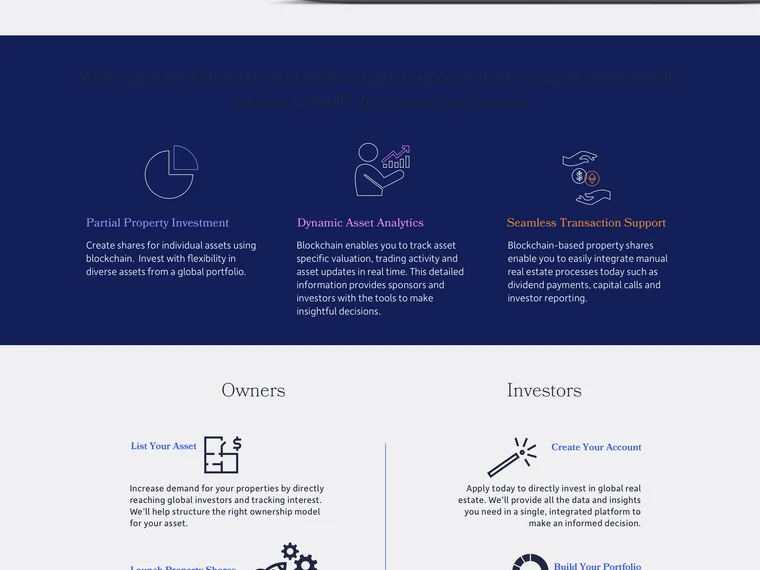 Partial Property Investment
Create shares for individual assets using
blockchain. Invest with flexibility in
diverse assets from a global portfolio.
Dynamic Asset Analytics
Blockchain enables you to track asset
specific valuation, trading activity and
asset updates in real time. This detailed
information provides sponsors and
investors with the tools to make
insightful decisions.
Seamless Transaction Support
Blockchain-based property shares
enable you to easily integrate manual
real estate processes today such as
dividend payments, capital calls and
investor reporting.
Owners
List Your Asset
Increase demand for your properties by directly
reaching global investors and tracking interest.
We'll help structure the right ownership model
for your asset.
Launch Property Shares
Investors
Create Your Account
Apply today to directly invest in global real
estate. We'll provide all the data and insights
you need in a single, integrated platform to
make an informed decision.
Build Your Portfolio